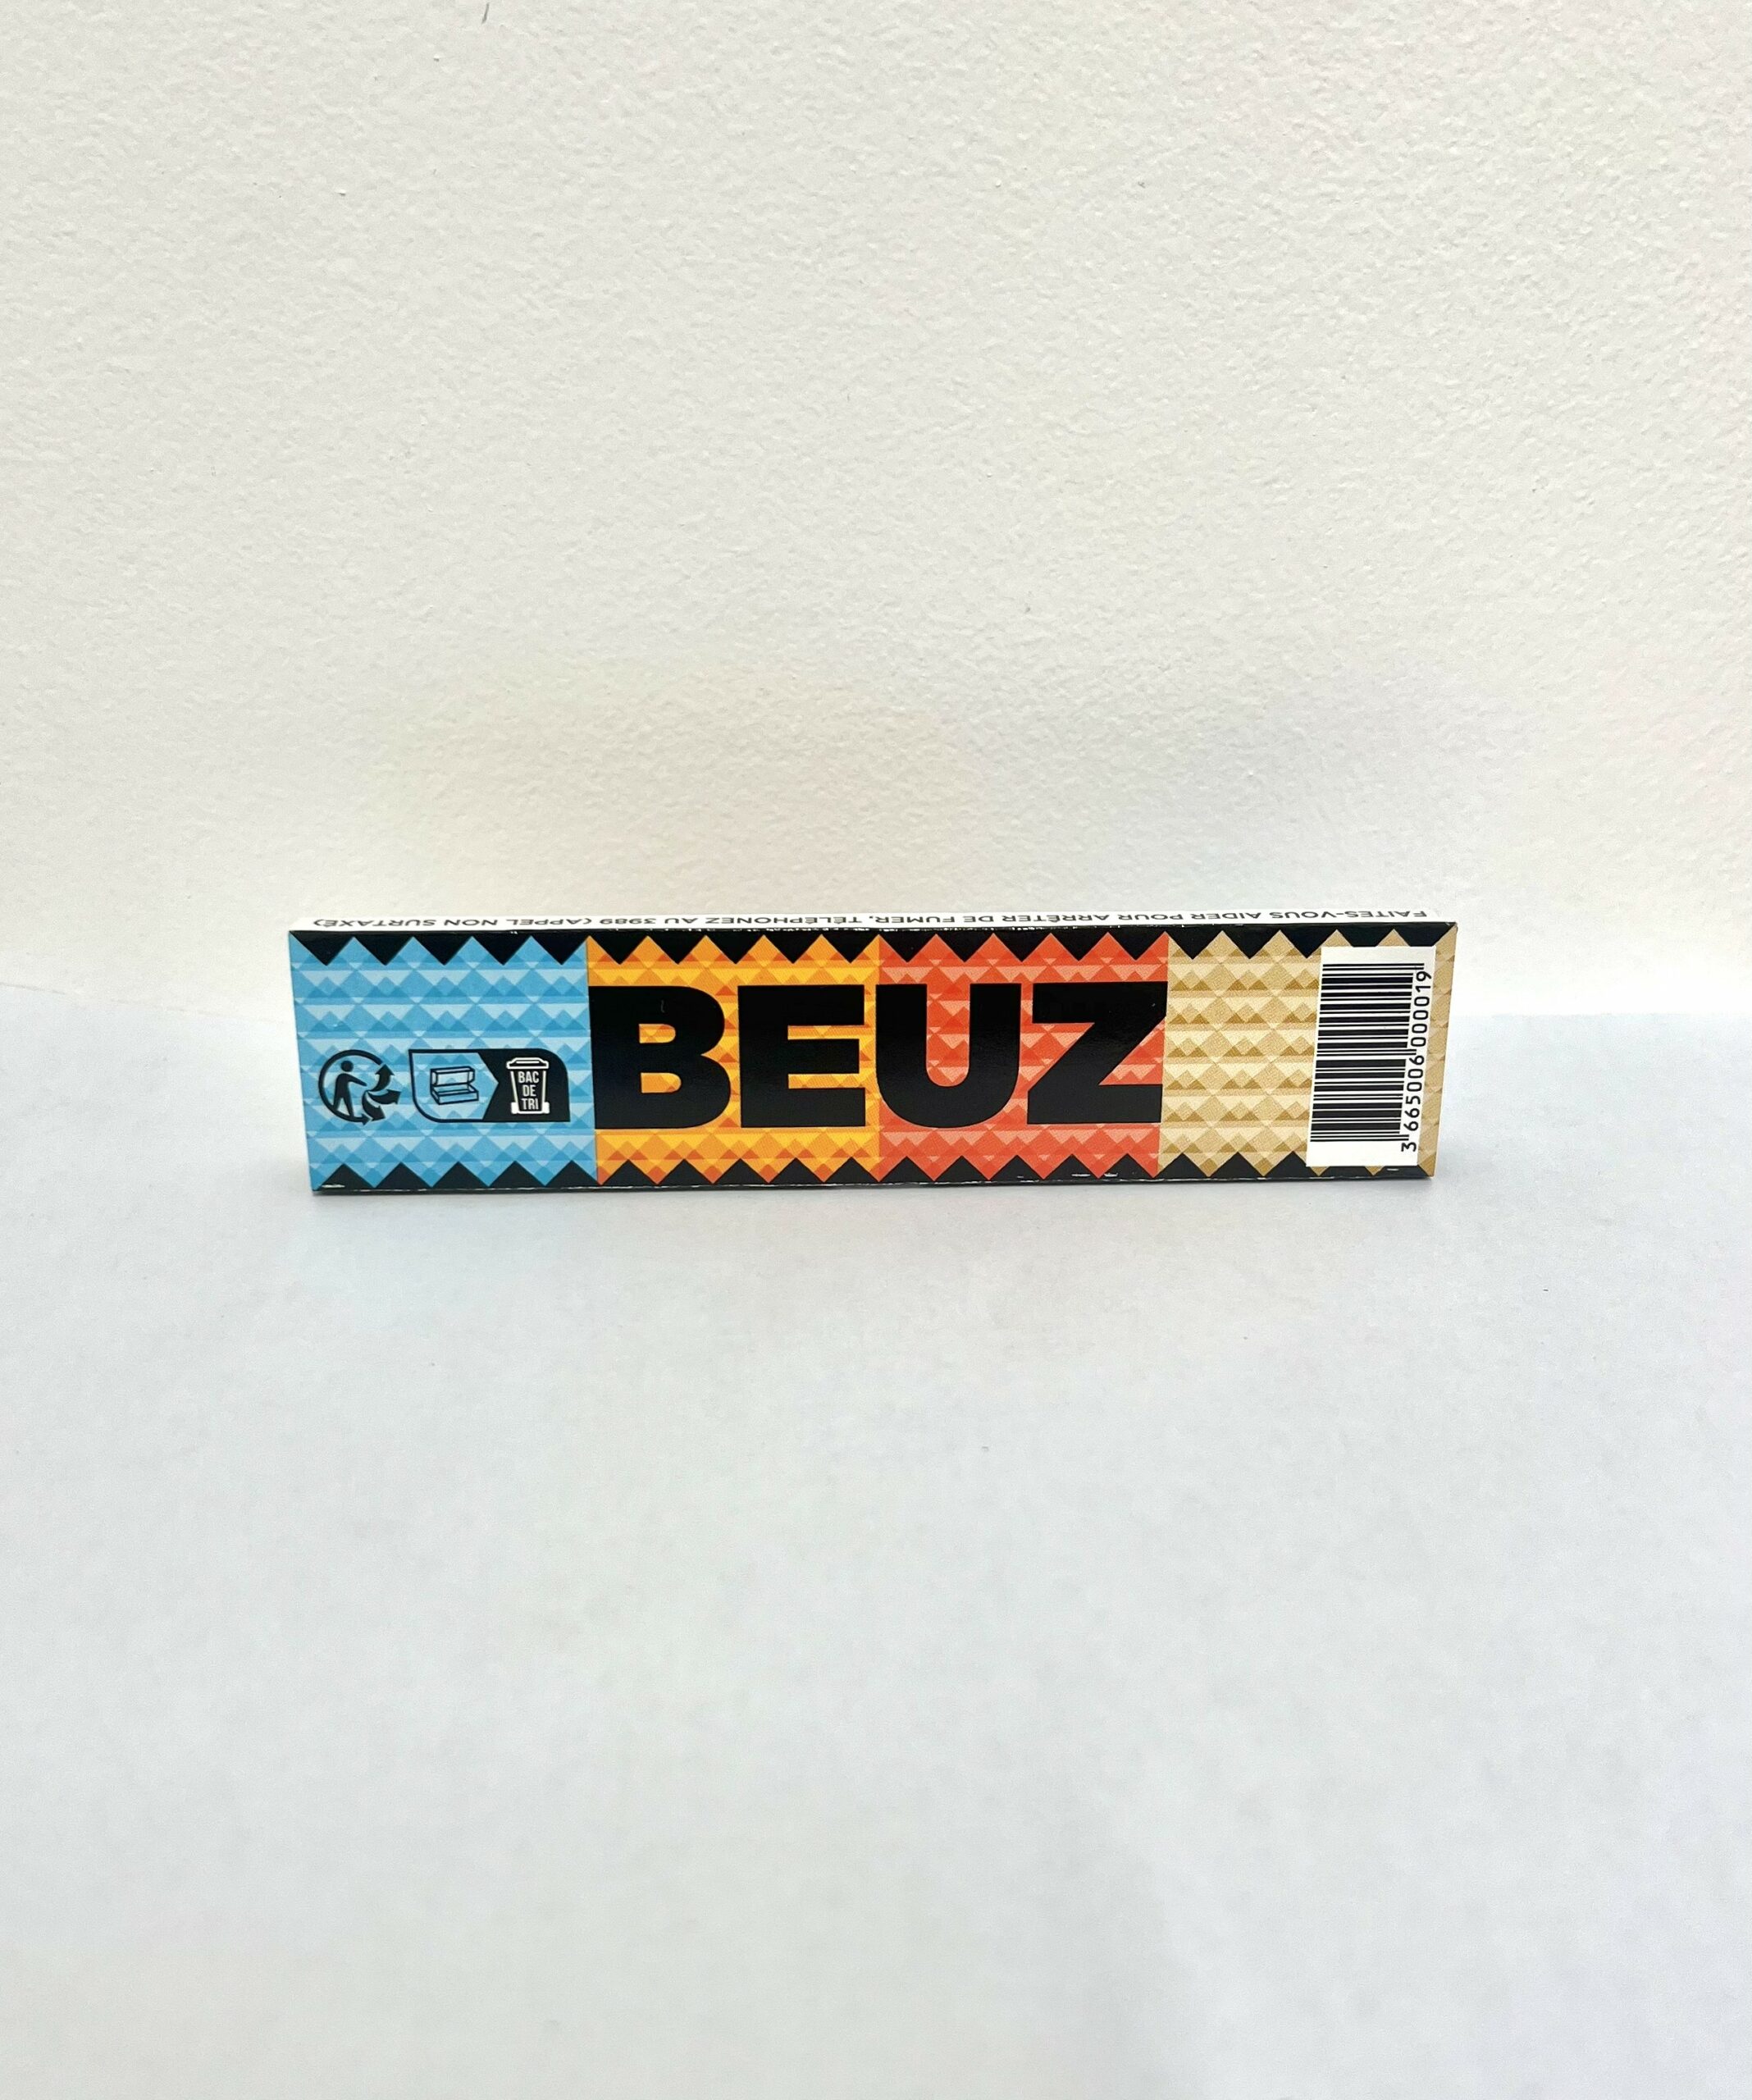 FAITES-VOUS AIDER POUR ARRÊTER DE FUMER, TÉLÉPHONEZ AU 3989 (APPEL NON SURTAXÉ)
BEUZ
BAC
DE
TRI
3 665006 000019